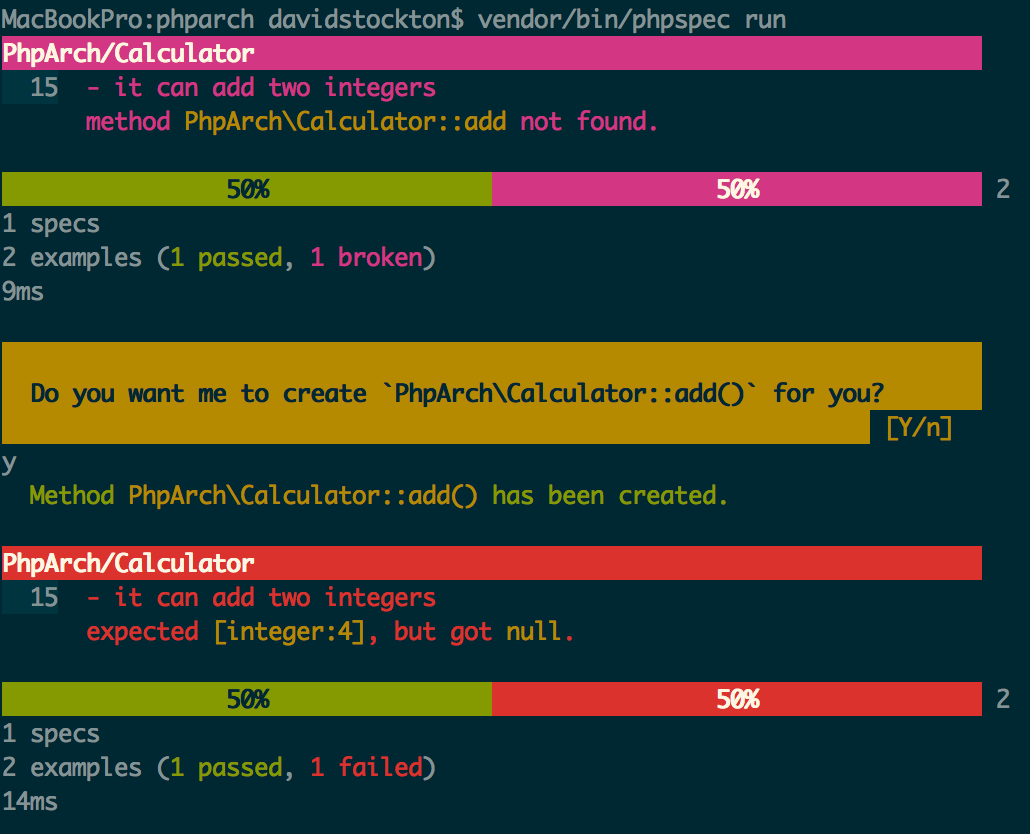 MacBookPro:phparch davidstockton$ vendor/bin/phpspec run
PhpArch/Calculator
15 - it can add two integers
method PhpArch\Calculator::add not found.
50% 50% 2
1 specs
2 examples (1 passed, 1 broken)
9ms
Do you want me to create `PhpArch\Calculator::add()` for you?
[Y/n]
y
Method PhpArch\Calculator::add() has been created.
PhpArch/Calculator
15 - it can add two integers
expected [integer:4], but got null.
50% 50% 2
1 specs
2 examples (1 passed, 1 failed)
14ms